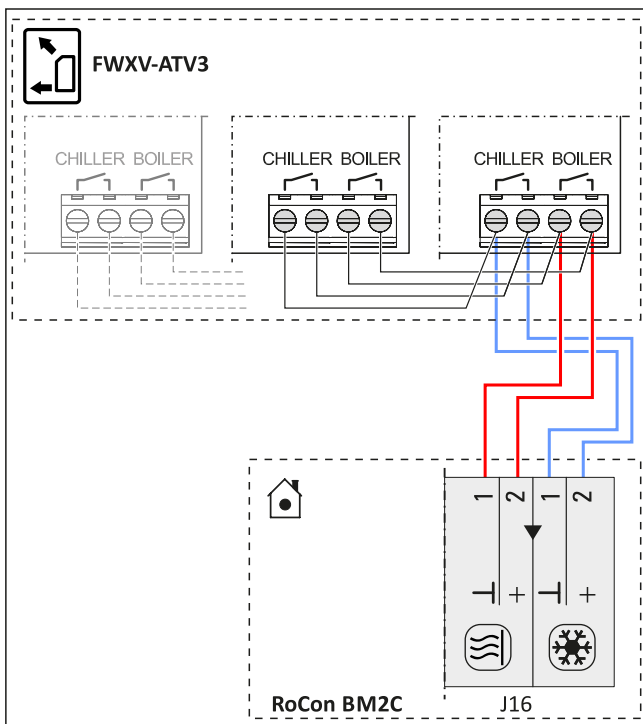 FWXV-ATV3
CHILLER BOILER
CHILLER BOILER
CHILLER BOILER
1 2 1 2
+ +
RoCon BM2C
J16